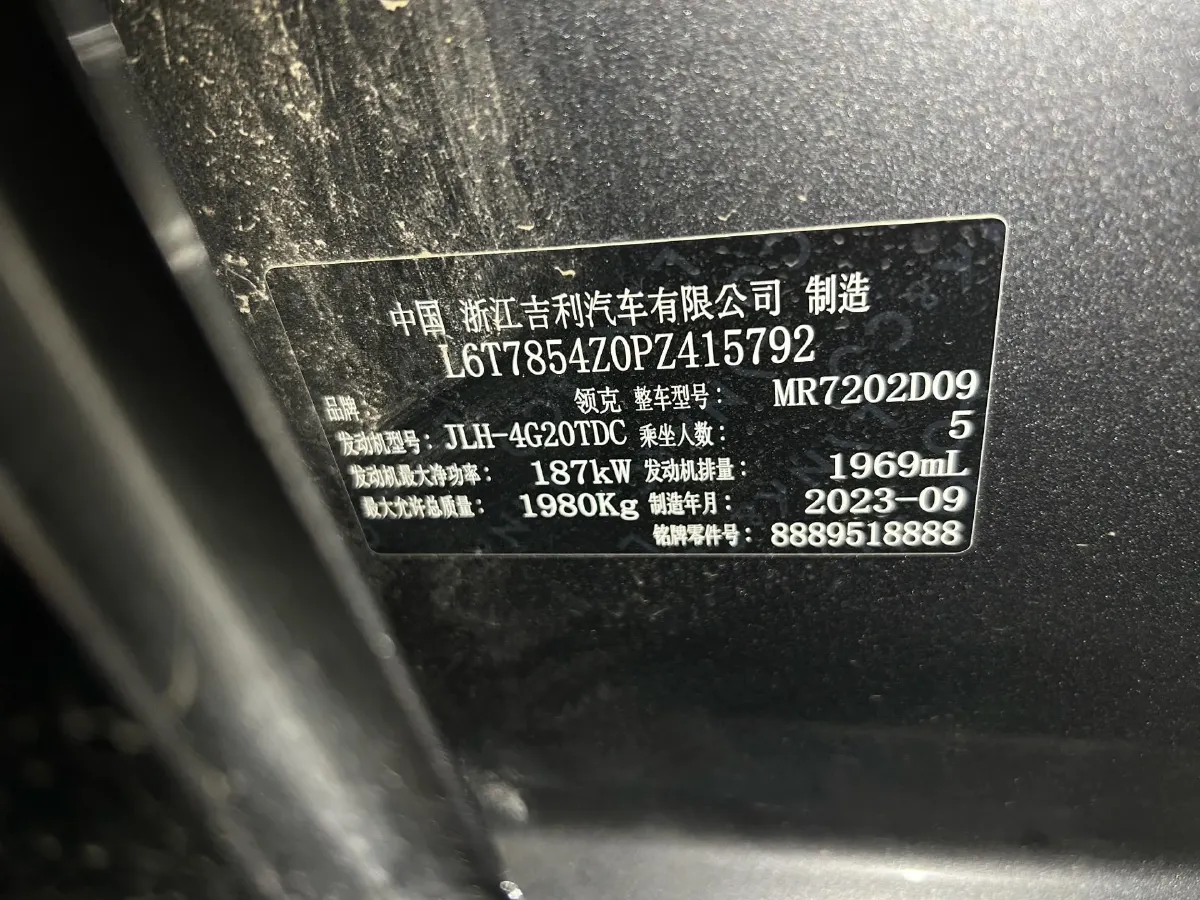 中国 浙江吉利汽车有限公司 制造
L6T7854Z0PZ415792
品牌： 领克 整车型号： MR7202D09
发动机型号： JLH-4G20TDC 乘坐人数： 5
发动机最大净功率： 187kW 发动机排量： 1969mL
最大允许总质量： 1980Kg 制造年月： 2023-09
铭牌零件号： 8889518888